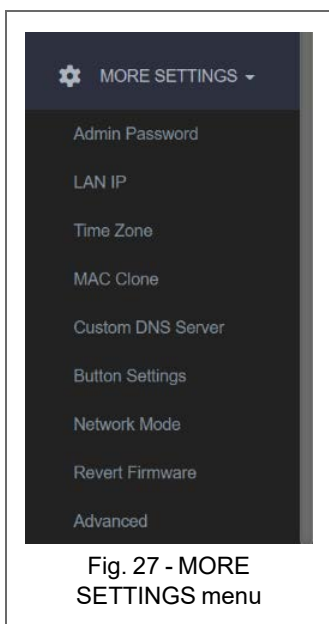 MORE SETTINGS
Admin Password
LAN IP
Time Zone
MAC Clone
Custom DNS Server
Button Settings
Network Mode
Revert Firmware
Advanced
Fig. 27 - MORE
SETTINGS menu